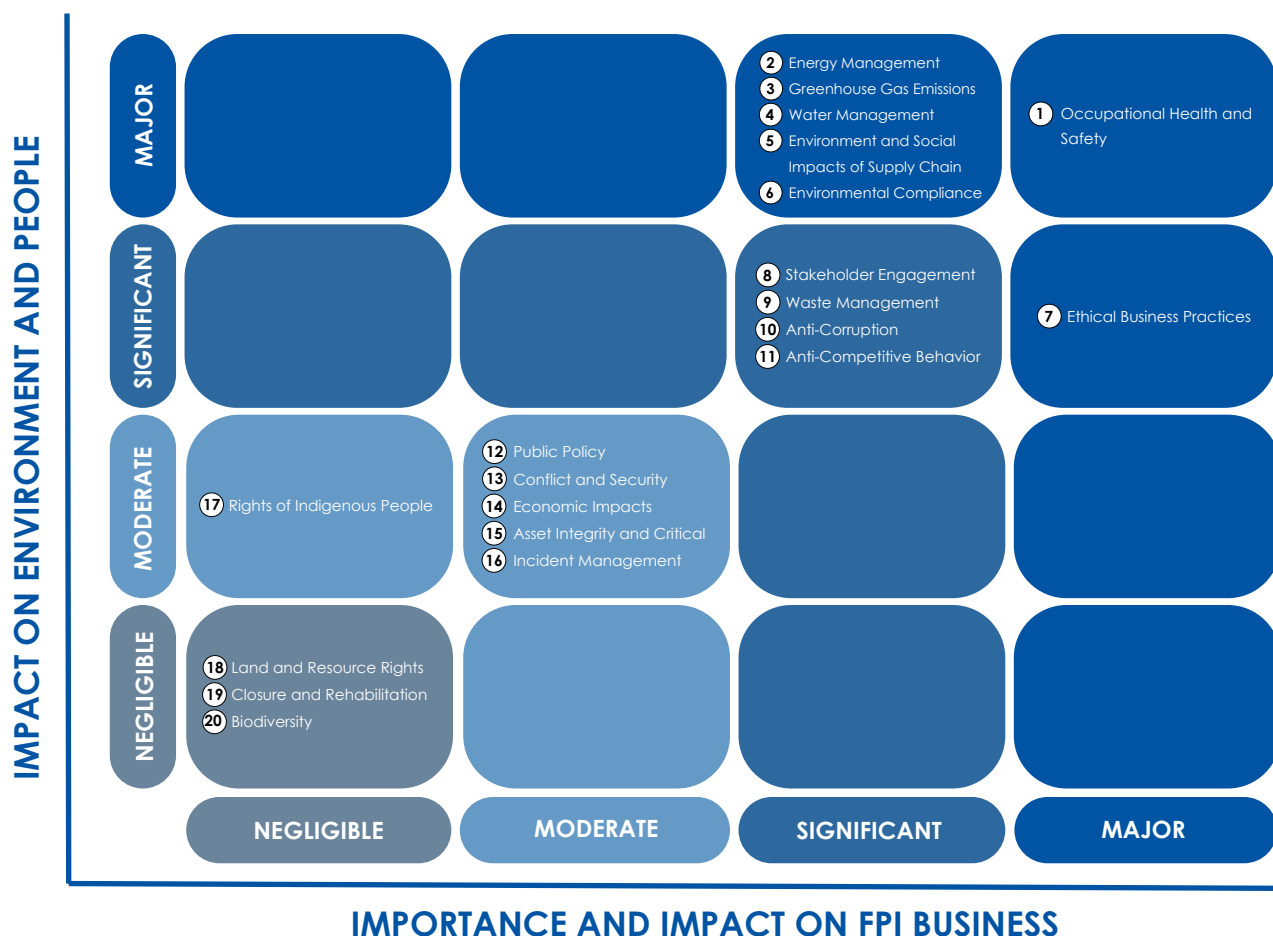 IMPACT ON ENVIRONMENT AND PEOPLE
MAJOR
2 Energy Management
3 Greenhouse Gas Emissions
4 Water Management
5 Environment and Social
Impacts of Supply Chain
6 Environmental Compliance
1 Occupational Health and
Safety
SIGNIFICANT
8 Stakeholder Engagement
9 Waste Management
10 Anti-Corruption
11 Anti-Competitive Behavior
7 Ethical Business Practices
MODERATE
17 Rights of Indigenous People
12 Public Policy
13 Conflict and Security
14 Economic Impacts
15 Asset Integrity and Critical
16 Incident Management
NEGLIGIBLE
18 Land and Resource Rights
19 Closure and Rehabilitation
20 Biodiversity
NEGLIGIBLE
MODERATE
SIGNIFICANT
MAJOR
IMPORTANCE AND IMPACT ON FPI BUSINESS